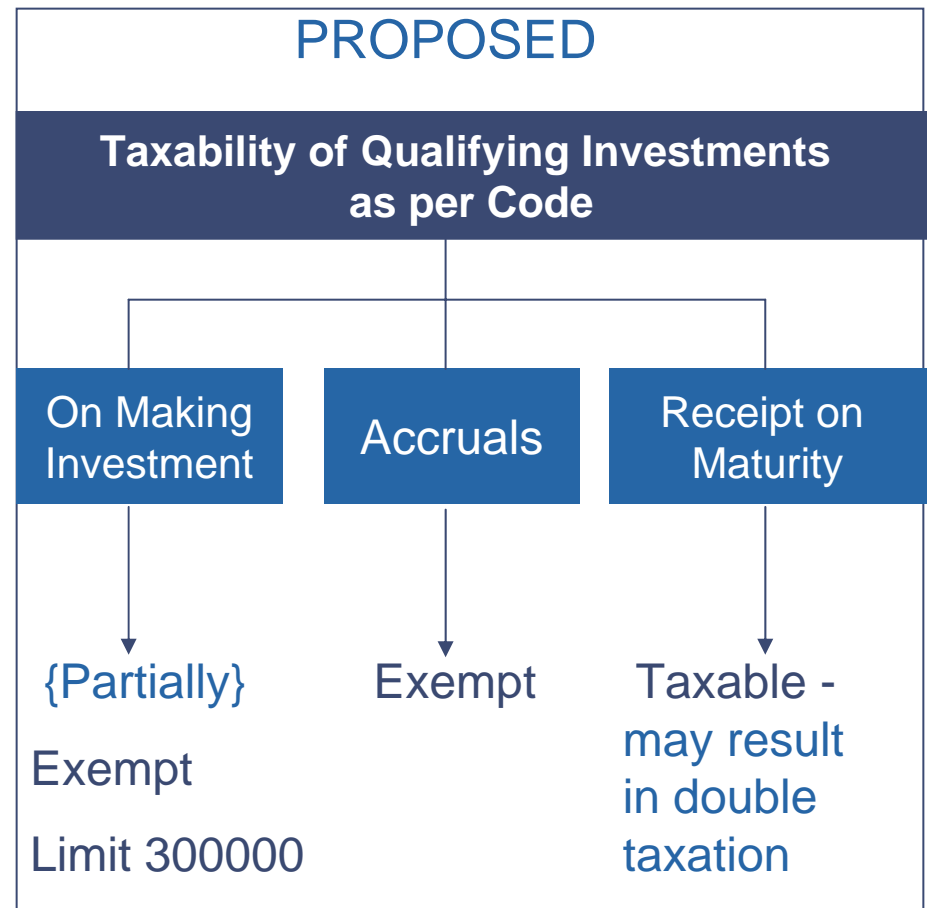 PROPOSED
Taxability of Qualifying Investments
as per Code
On Making
Investment
Accruals
Receipt on
Maturity
{Partially}
Exempt
Limit 300000
Exempt
Taxable -
may result
in double
taxation